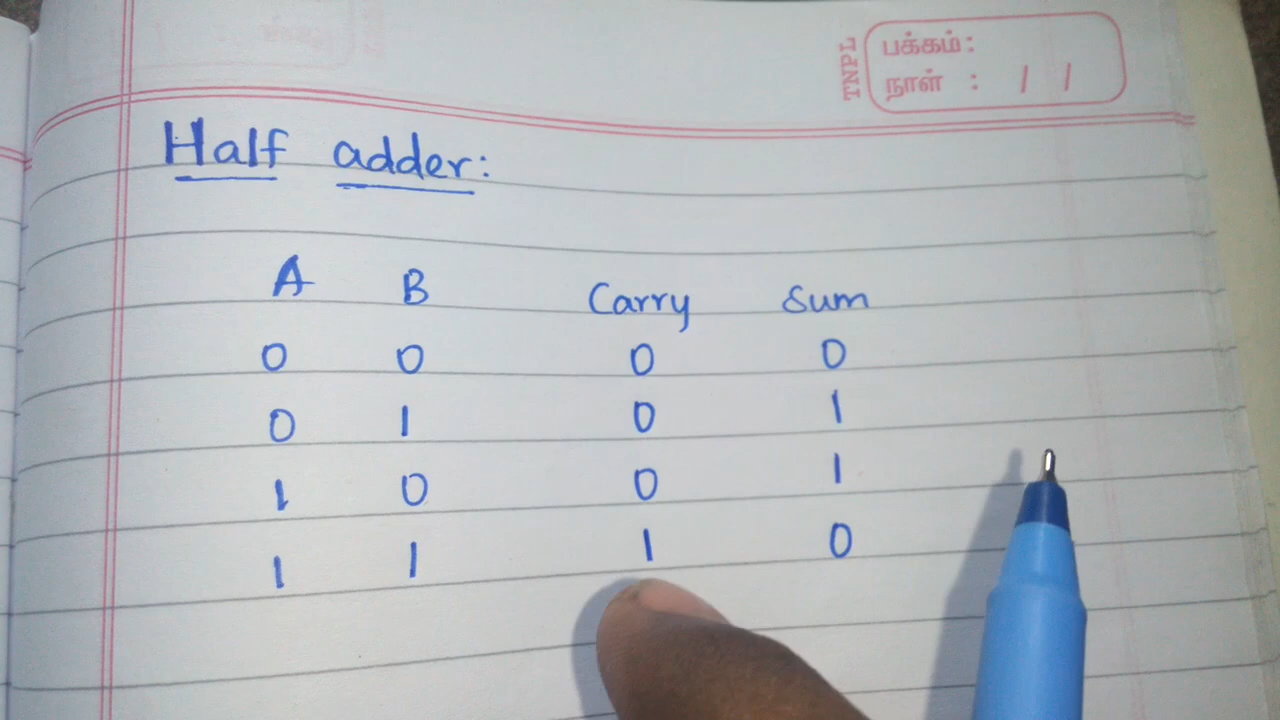 TNPL
பக்கம்:
நாள் : / /
Half adder:
A B Carry Sum
0 0 0 0
0 1 0 1
1 0 0 1
1 1 1 0